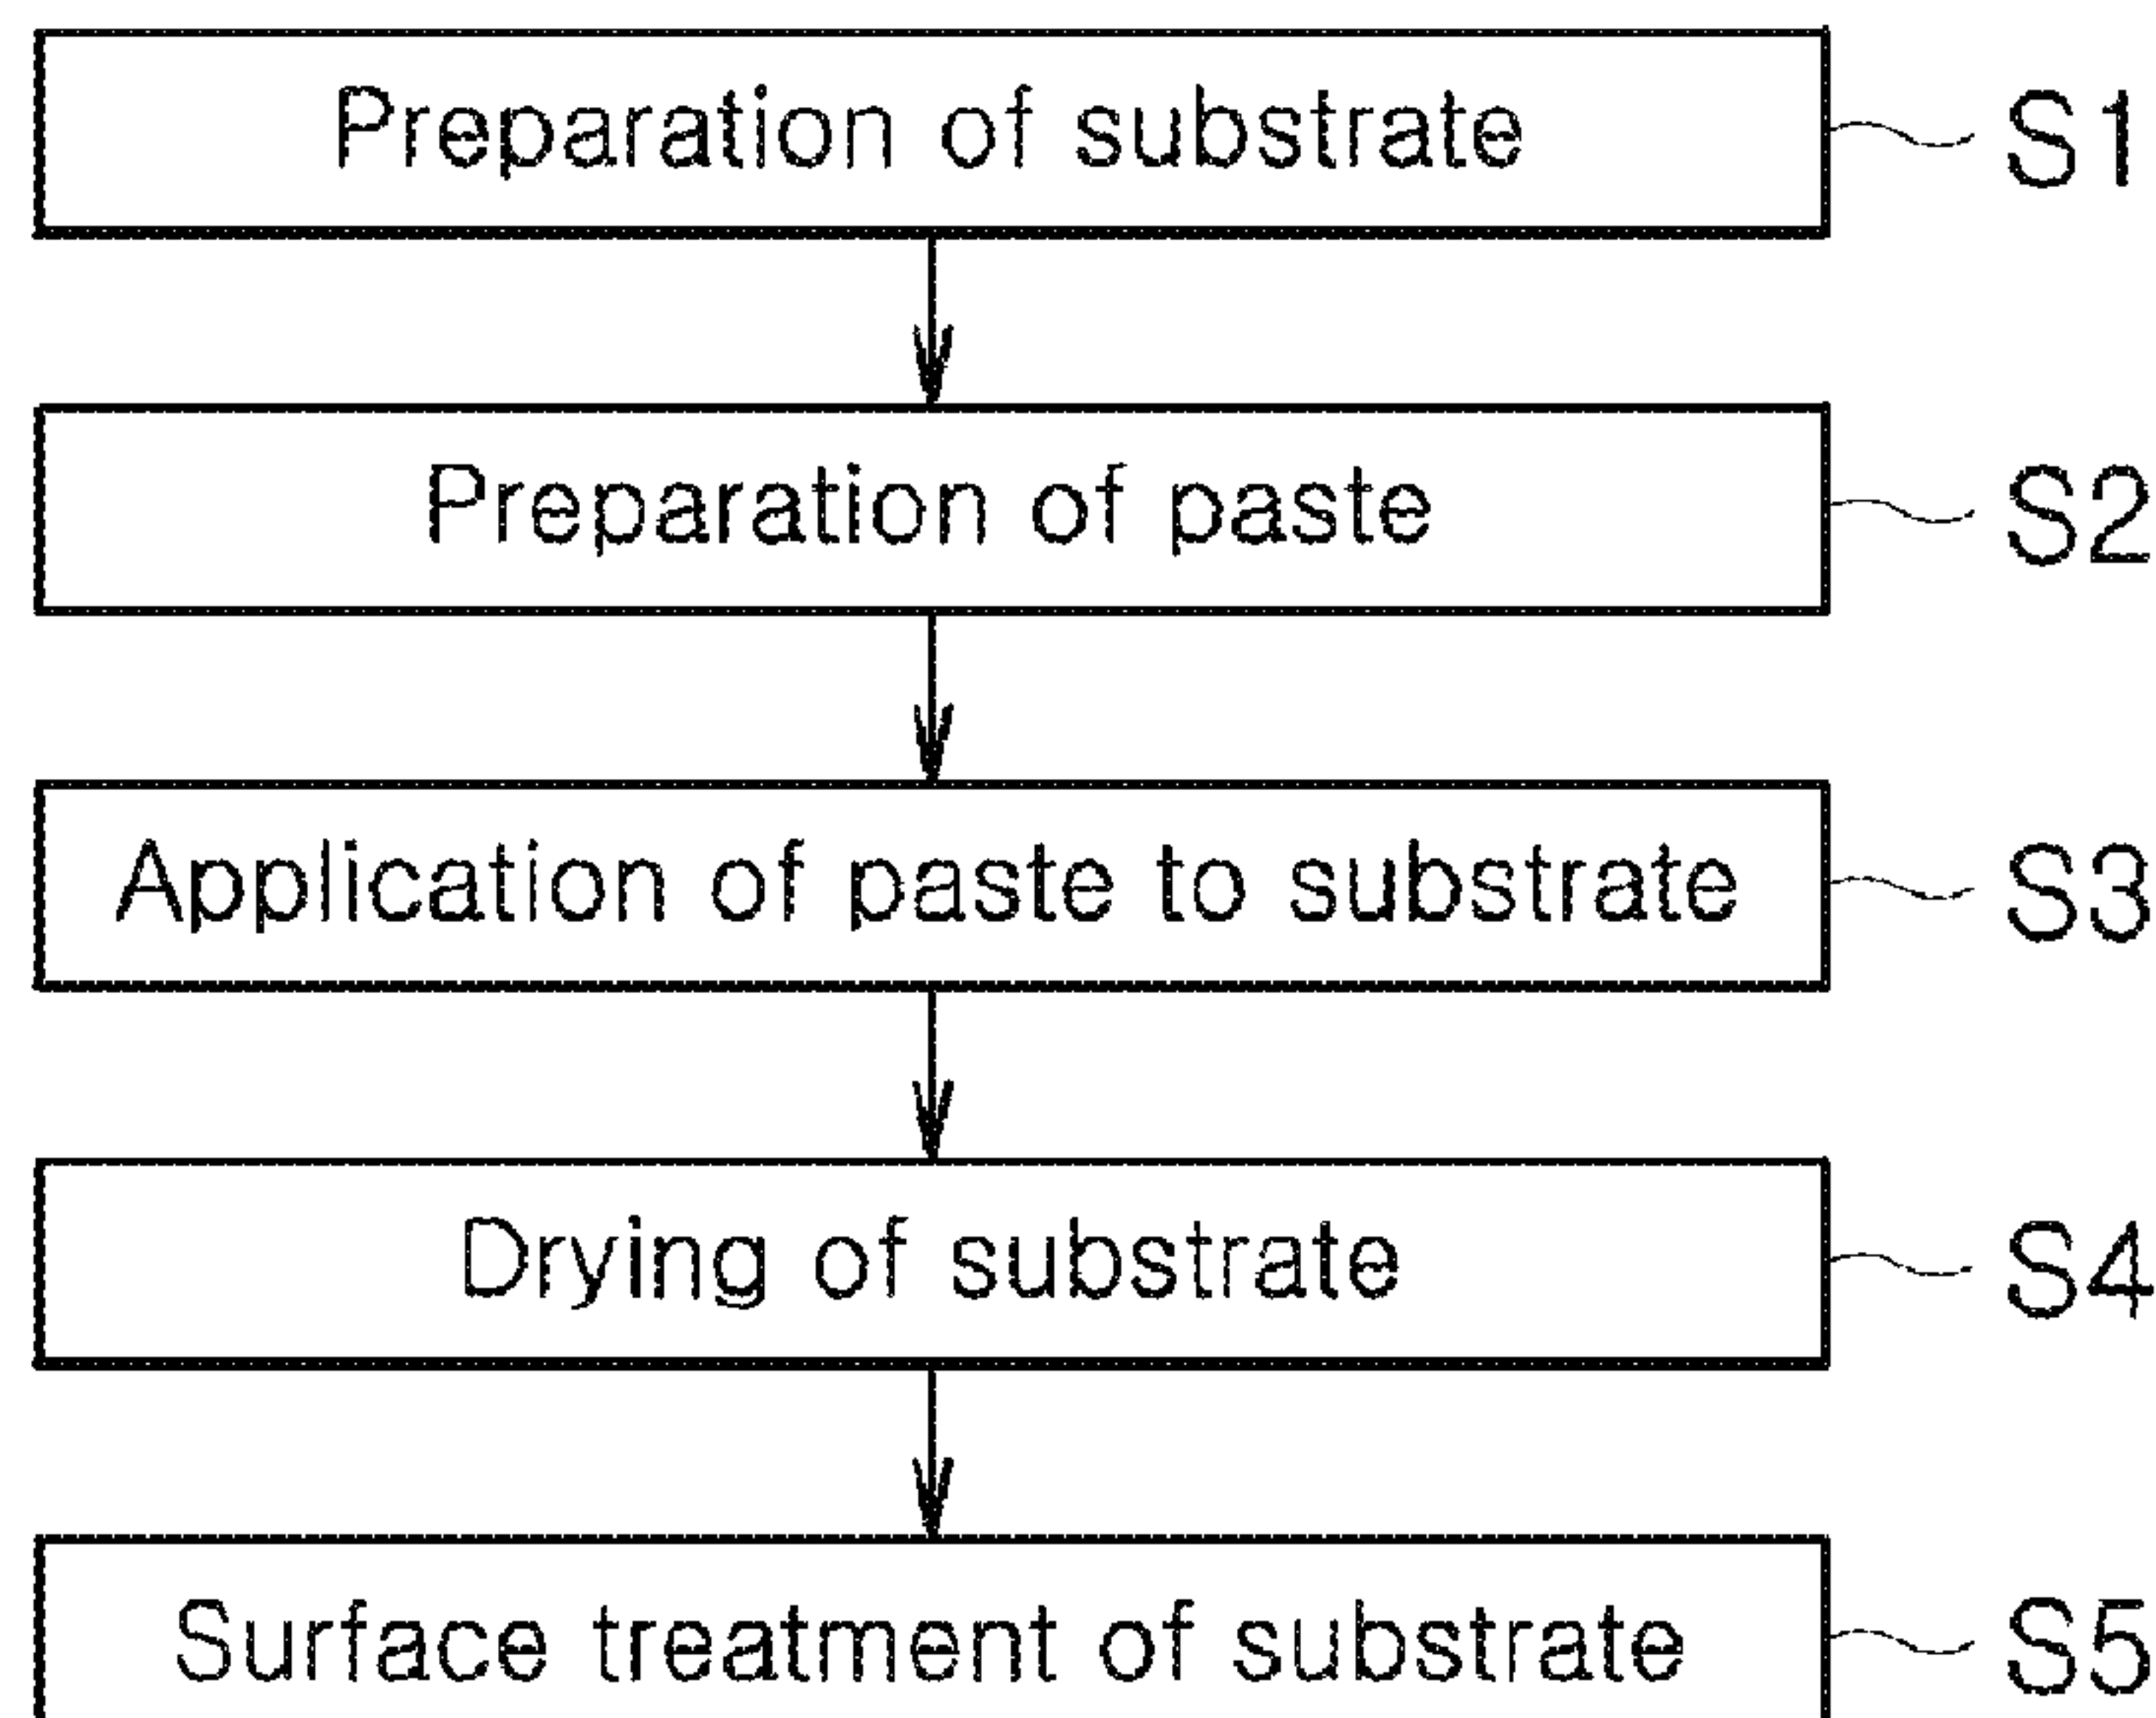 Preparation of substrate S1
Preparation of paste S2
Application of paste to substrate S3
Drying of substrate S4
Surface treatment of substrate S5